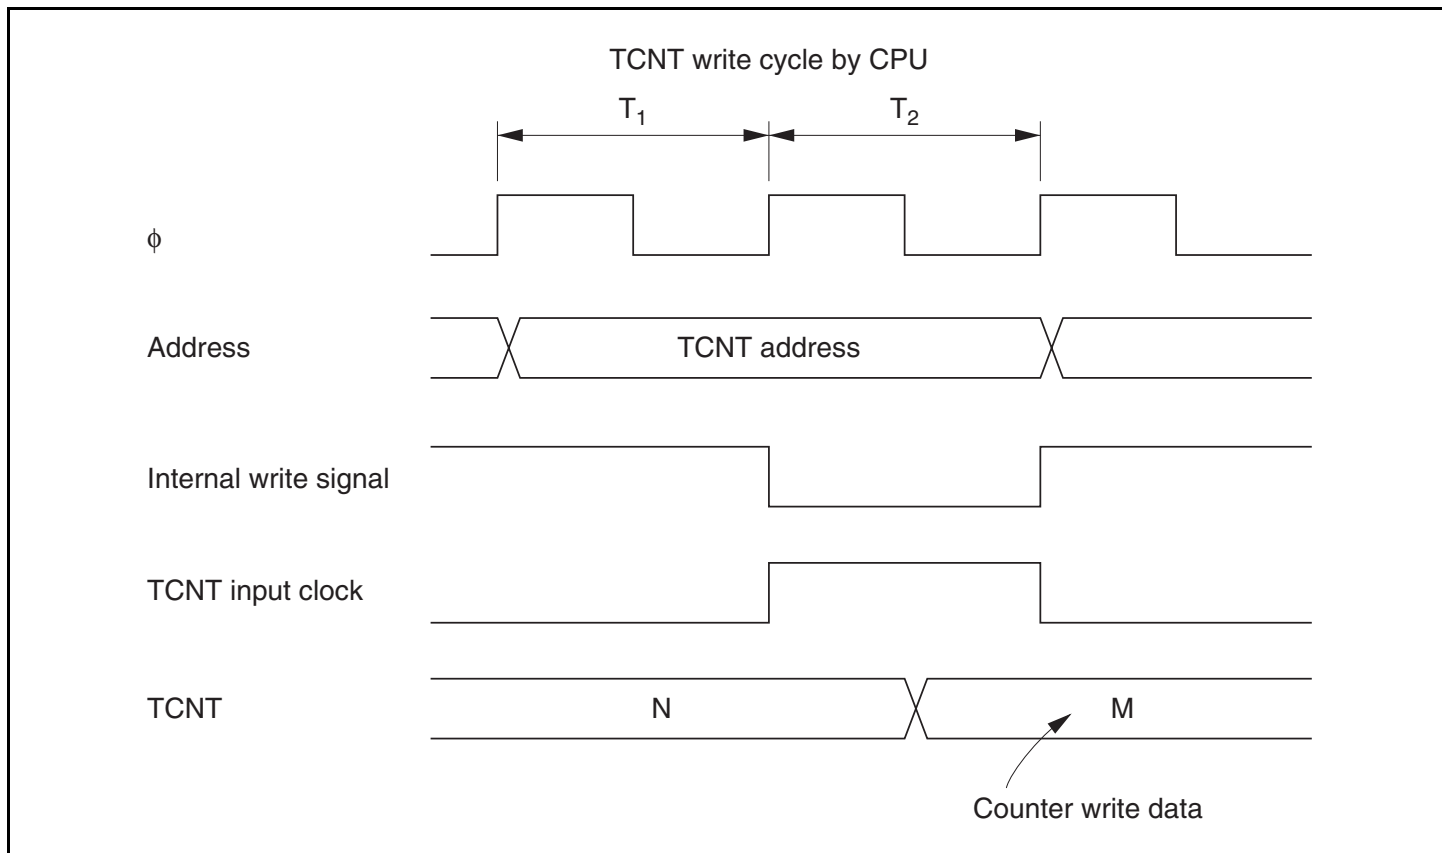 TCNT write cycle by CPU
T1 T2
ϕ
Address TCNT address
Internal write signal
TCNT input clock
TCNT N M
Counter write data